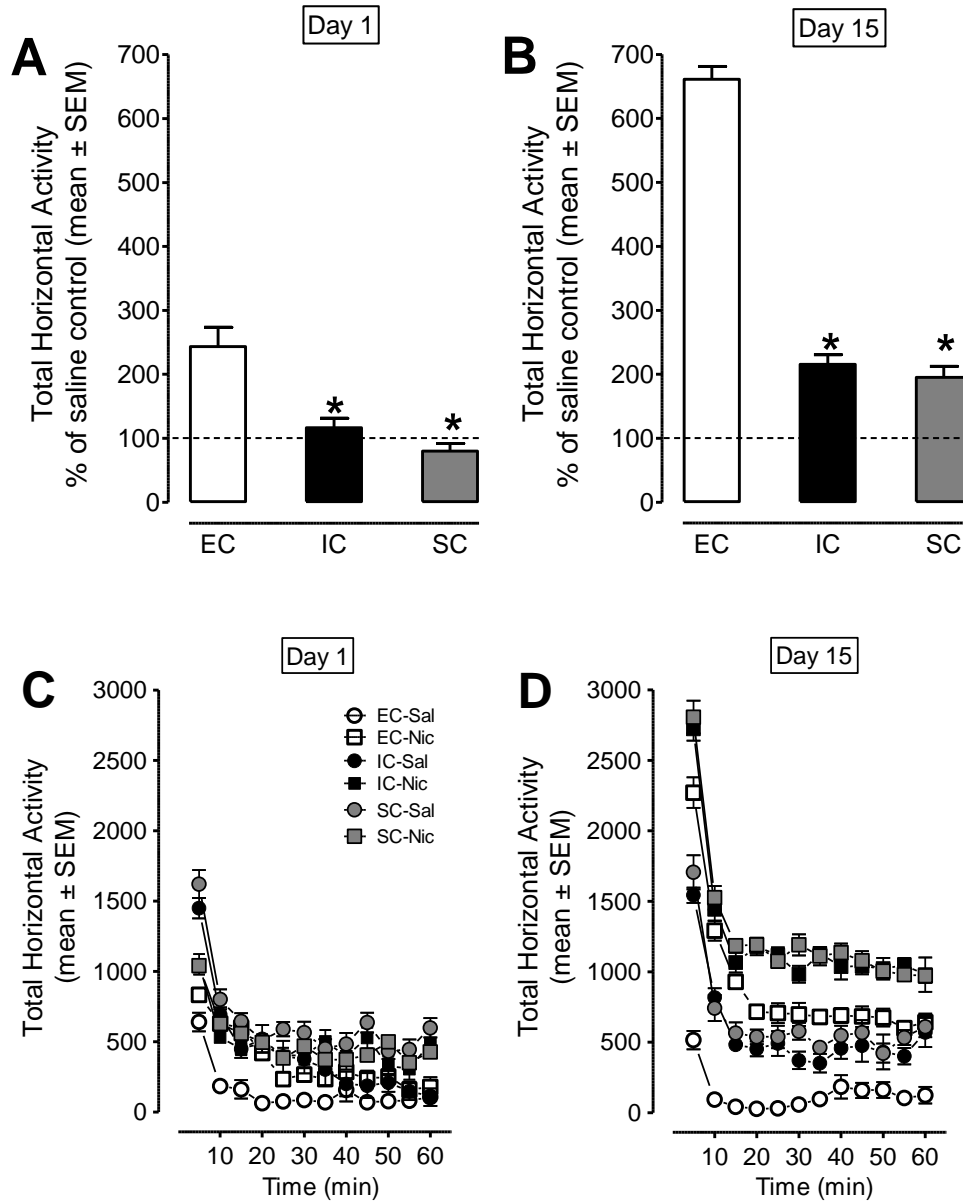 Day 1
A
Total Horizontal Activity
% of saline control (mean ± SEM)
700
600
500
400
300
200
100
0
*
*
EC IC SC
Day 15
B
Total Horizontal Activity
% of saline control (mean ± SEM)
700
600
500
400
300
200
100
0
*
*
EC IC SC
Day 1
C
Total Horizontal Activity
(mean ± SEM)
3000
2500
2000
1500
1000
500
0
EC-Sal
EC-Nic
IC-Sal
IC-Nic
SC-Sal
SC-Nic
10 20 30 40 50 60
Time (min)
Day 15
D
Total Horizontal Activity
(mean ± SEM)
3000
2500
2000
1500
1000
500
0
10 20 30 40 50 60
Time (min)